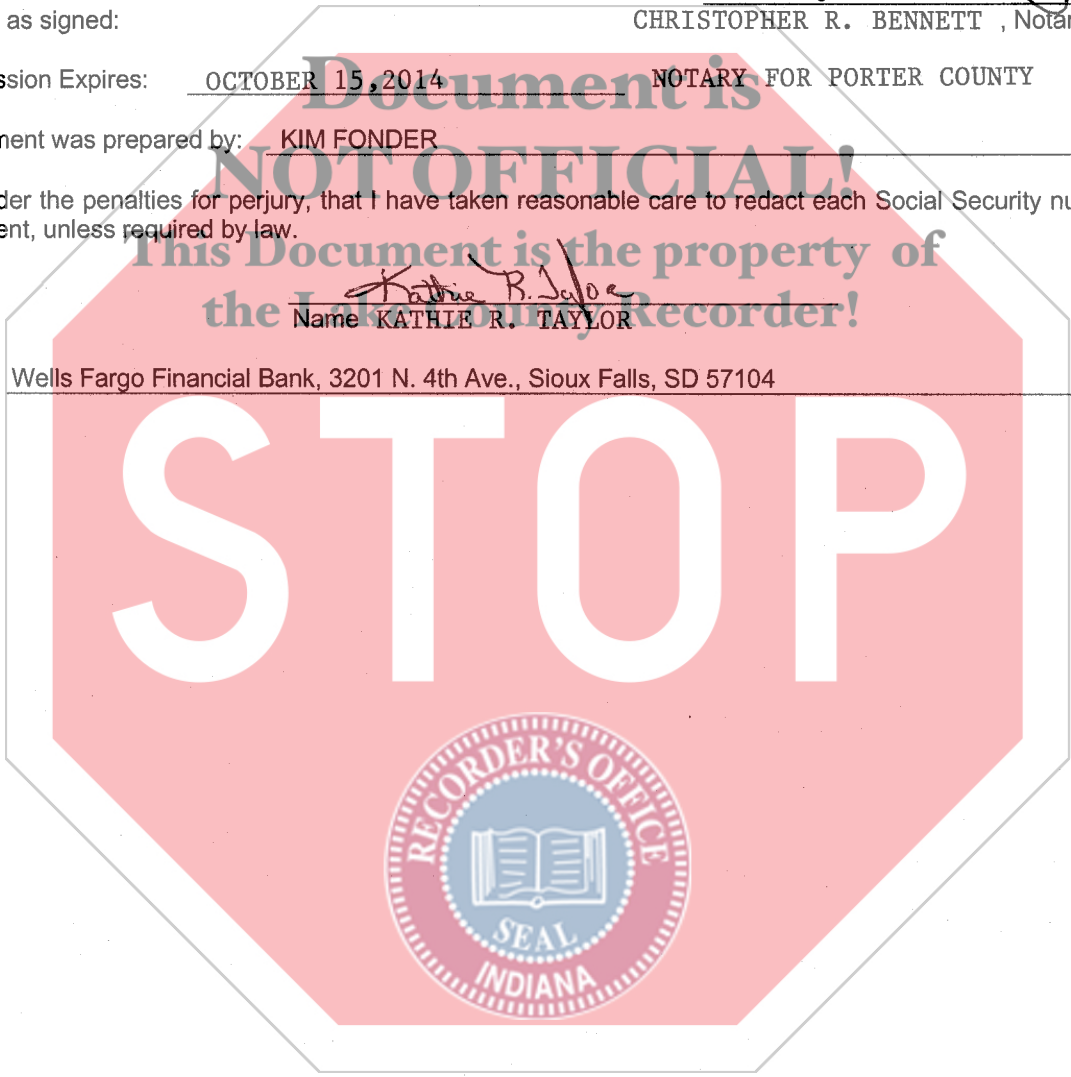 as signed: CHRISTOPHER R. BENNETT , Notar
ssion Expires: OCTOBER 15,2014 NOTARY FOR PORTER COUNTY
Document is
ment was prepared by: KIM FONDER
NOT OFFICIAL!
der the penalties for perjury, that I have taken reasonable care to redact each Social Security nu
ent, unless required by law.
This Document is the property of
Kathie R. Taylor
the Lake County Recorder!
Name KATHIE R. TAYLOR
Wells Fargo Financial Bank, 3201 N. 4th Ave., Sioux Falls, SD 57104
STOP
RECORDER'S OFFICE
SEAL
INDIANA